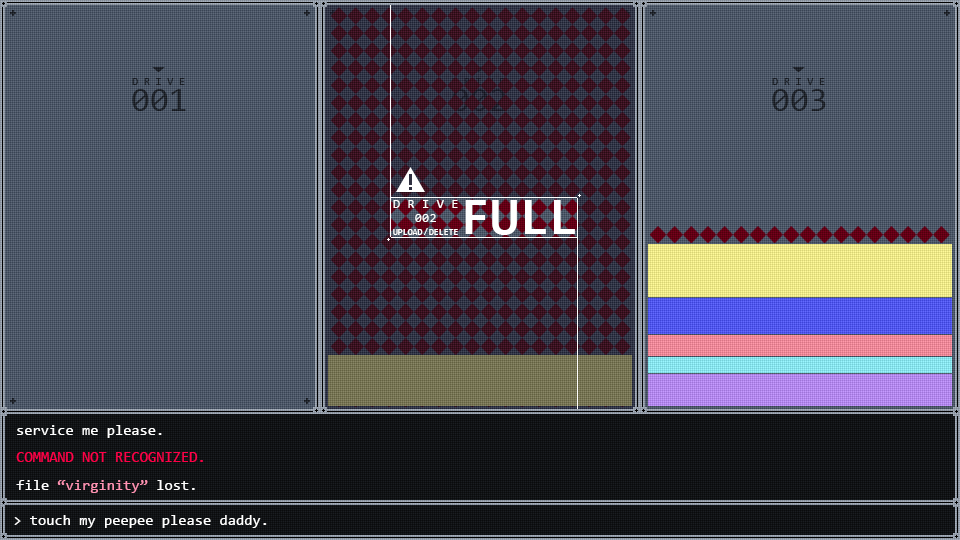 DRIVE
001
DRIVE
003
DRIVE
002
UPLOAD/DELETE
FULL
service me please.
COMMAND NOT RECOGNIZED.
file “virginity” lost.
> touch my peepee please daddy.